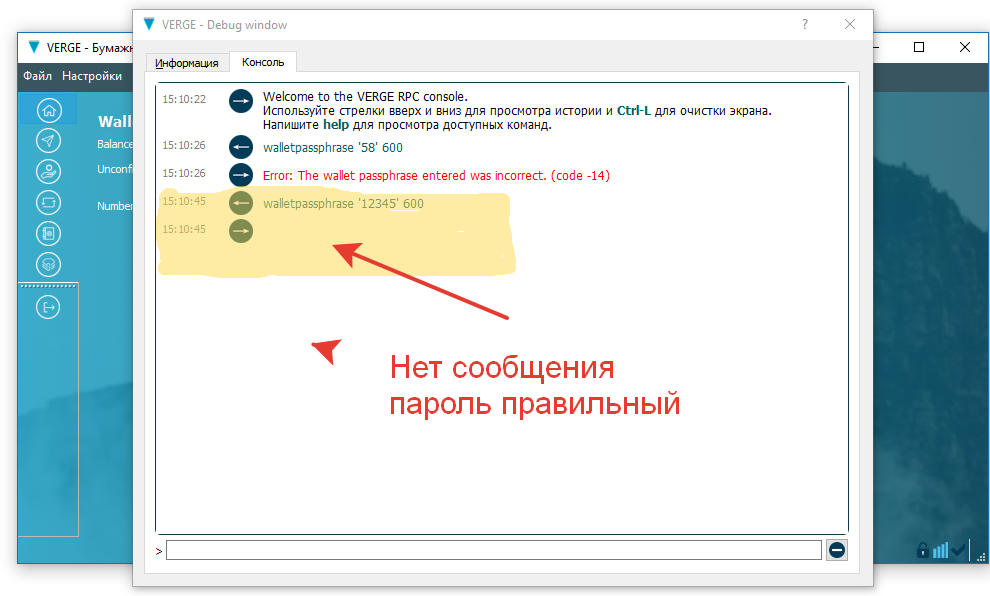 VERGE - Debug window
?
VERGE - Бумажн
Файл Настройки
Информация Консоль
Wall
Balance
Unconfi
Number
15:10:22 Welcome to the VERGE RPC console.
Используйте стрелки вверх и вниз для просмотра истории и Ctrl-L для очистки экрана.
Напишите help для просмотра доступных команд.
15:10:26 walletpassphrase '58' 600
15:10:26 Error: The wallet passphrase entered was incorrect. (code -14)
15:10:45 walletpassphrase '12345' 600
15:10:45
Нет сообщения
пароль правильный
>